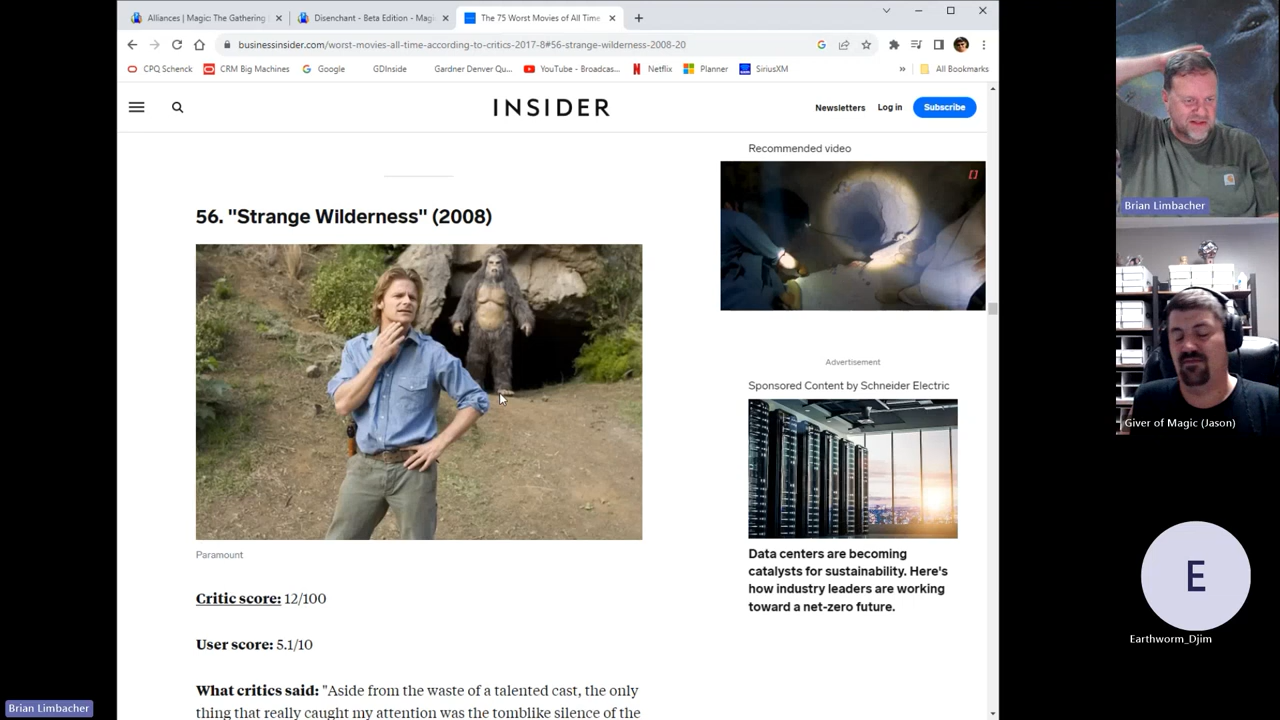 Alliances | Magic: The Gathering
Disenchant - Beta Edition - Magi
The 75 Worst Movies of All Time
businessinsider.com/worst-movies-all-time-according-to-critics-2017-8#56-strange-wilderness-2008-20
CPQ Schenck
CRM Big Machines
Google
GDInside
Gardner Denver Qu...
YouTube - Broadcas...
Netflix
Planner
SiriusXM
»
All Bookmarks
INSIDER
Newsletters
Log in
Subscribe
Recommended video
56. "Strange Wilderness" (2008)
Paramount
Critic score: 12/100
User score: 5.1/10
What critics said: "Aside from the waste of a talented cast, the only
thing that really caught my attention was the tomblike silence of the
Advertisement
Sponsored Content by Schneider Electric
Data centers are becoming
catalysts for sustainability. Here's
how industry leaders are working
toward a net-zero future.
Brian Limbacher
Giver of Magic (Jason)
E
Earthworm_Djim
Brian Limbacher